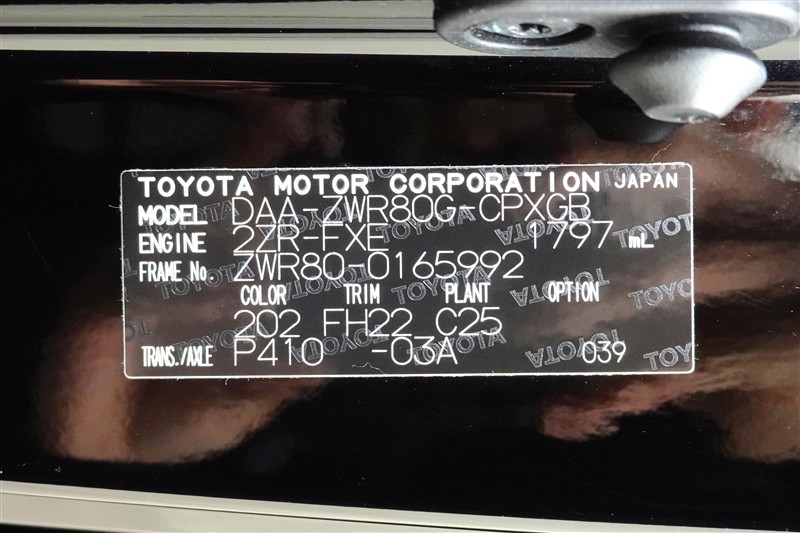 TOYOTA MOTOR CORPORATION JAPAN
MODEL DAA-ZWR80G-CPXGB
ENGINE 2ZR-FXE 1797 mL
FRAME No ZWR80-0165992
COLOR TRIM PLANT OPTION
202 FH22 C25
TRANS./AXLE P410 -03A 039